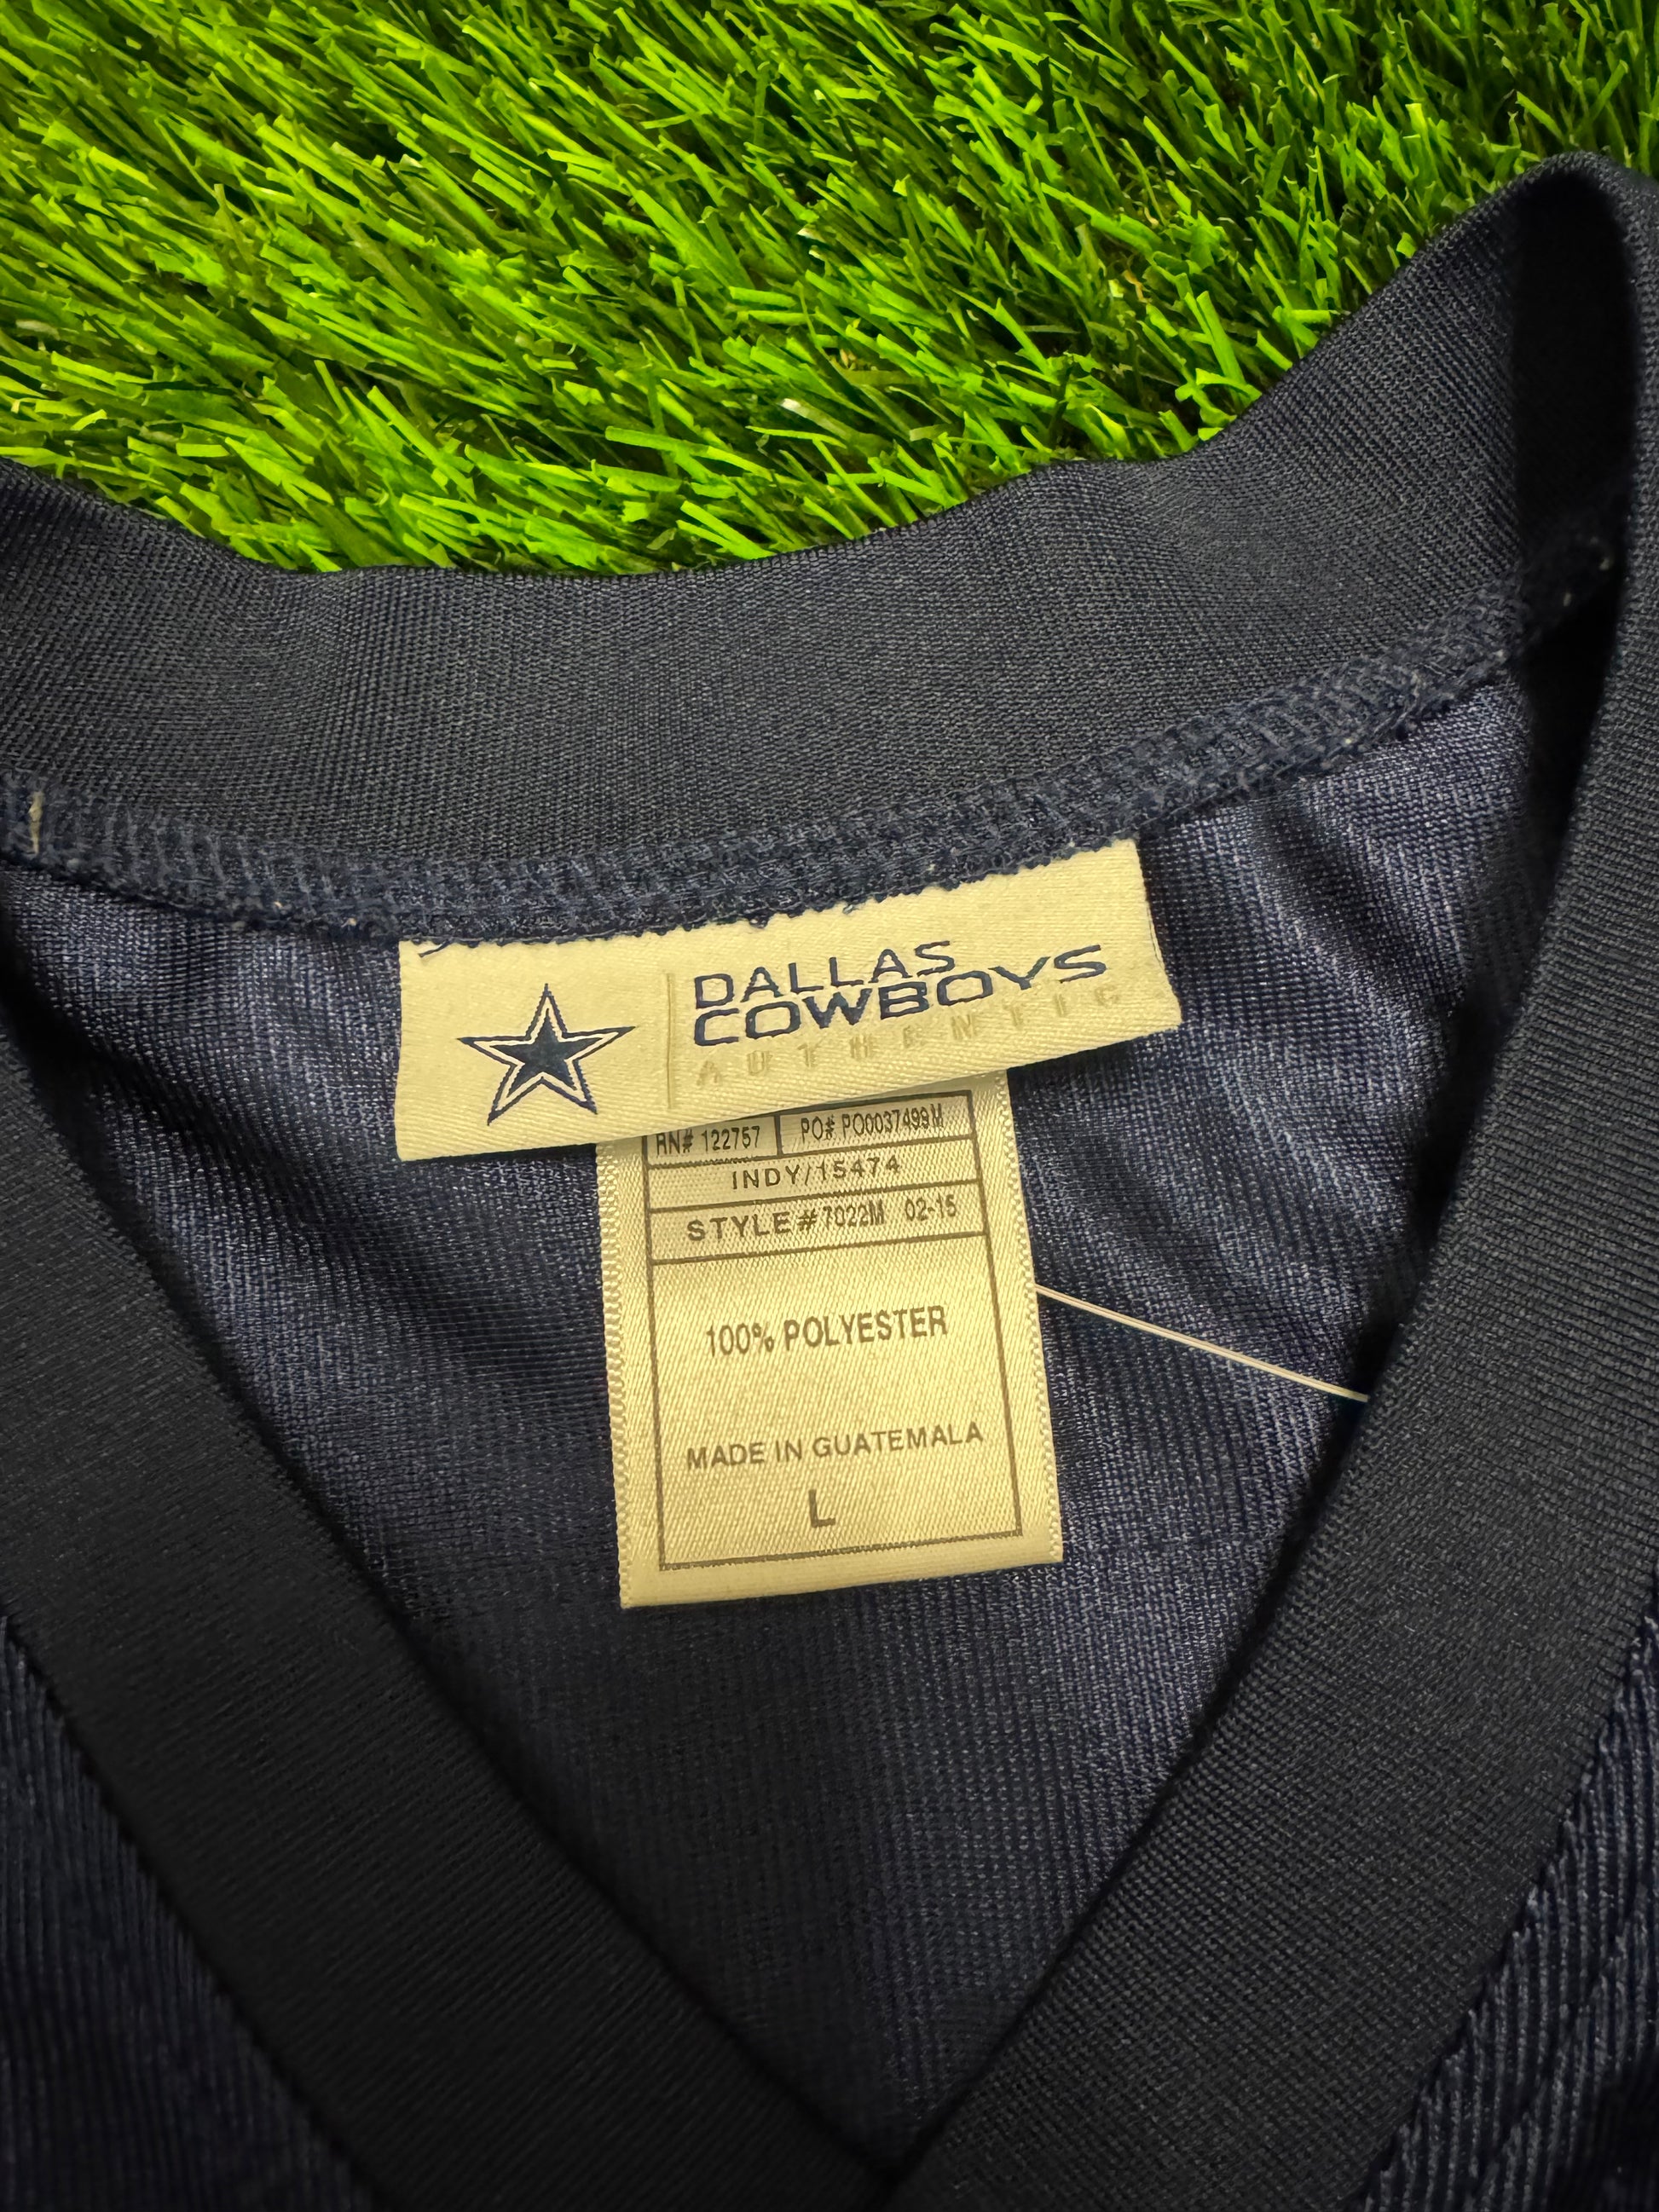 DALLAS
COWBOYS
AUTHENTIC
RN# 122757 PO# PO0037499M
INDY/15474
STYLE# 7022M 02-15
100% POLYESTER
MADE IN GUATEMALA
L